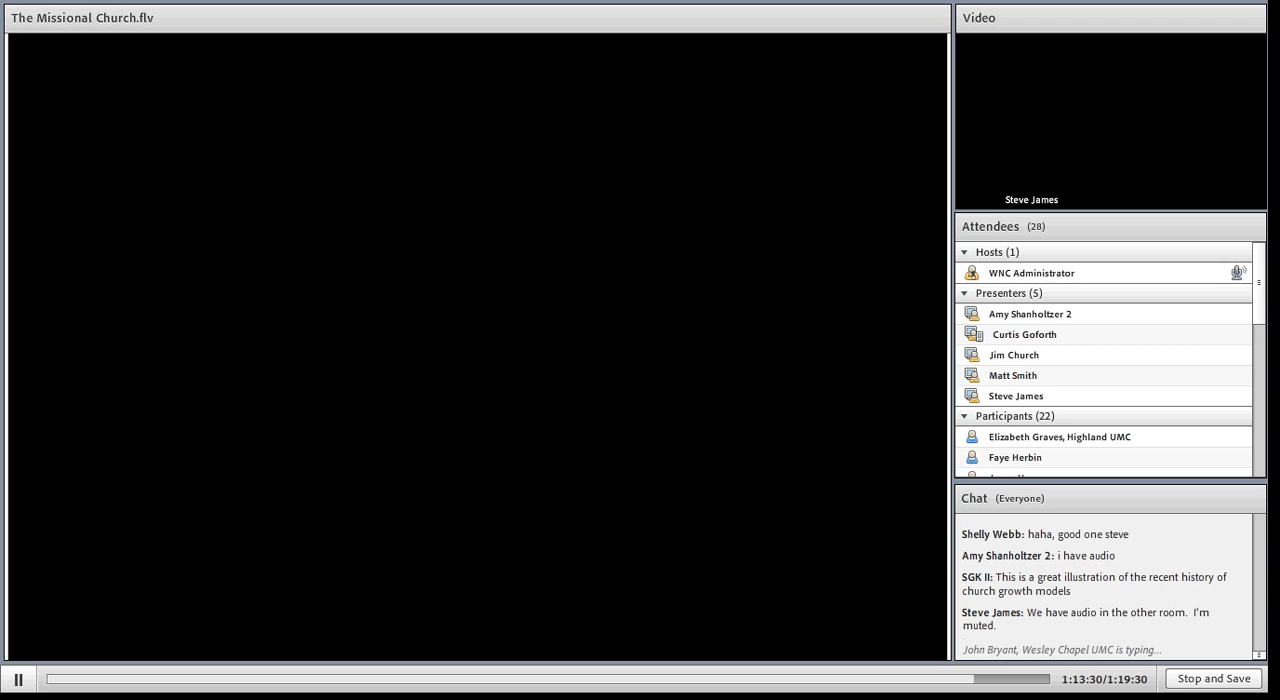 The Missional Church.flv
Video
Steve James
Attendees (28)
Hosts (1)
WNC Administrator
Presenters (5)
Amy Shanholtzer 2
Curtis Goforth
Jim Church
Matt Smith
Steve James
Participants (22)
Elizabeth Graves, Highland UMC
Faye Herbin
Chat (Everyone)
Shelly Webb: haha, good one steve
Amy Shanholtzer 2: i have audio
SGK II: This is a great illustration of the recent history of
church growth models
Steve James: We have audio in the other room. I'm
muted.
John Bryant, Wesley Chapel UMC is typing...
1:13:30/1:19:30
Stop and Save